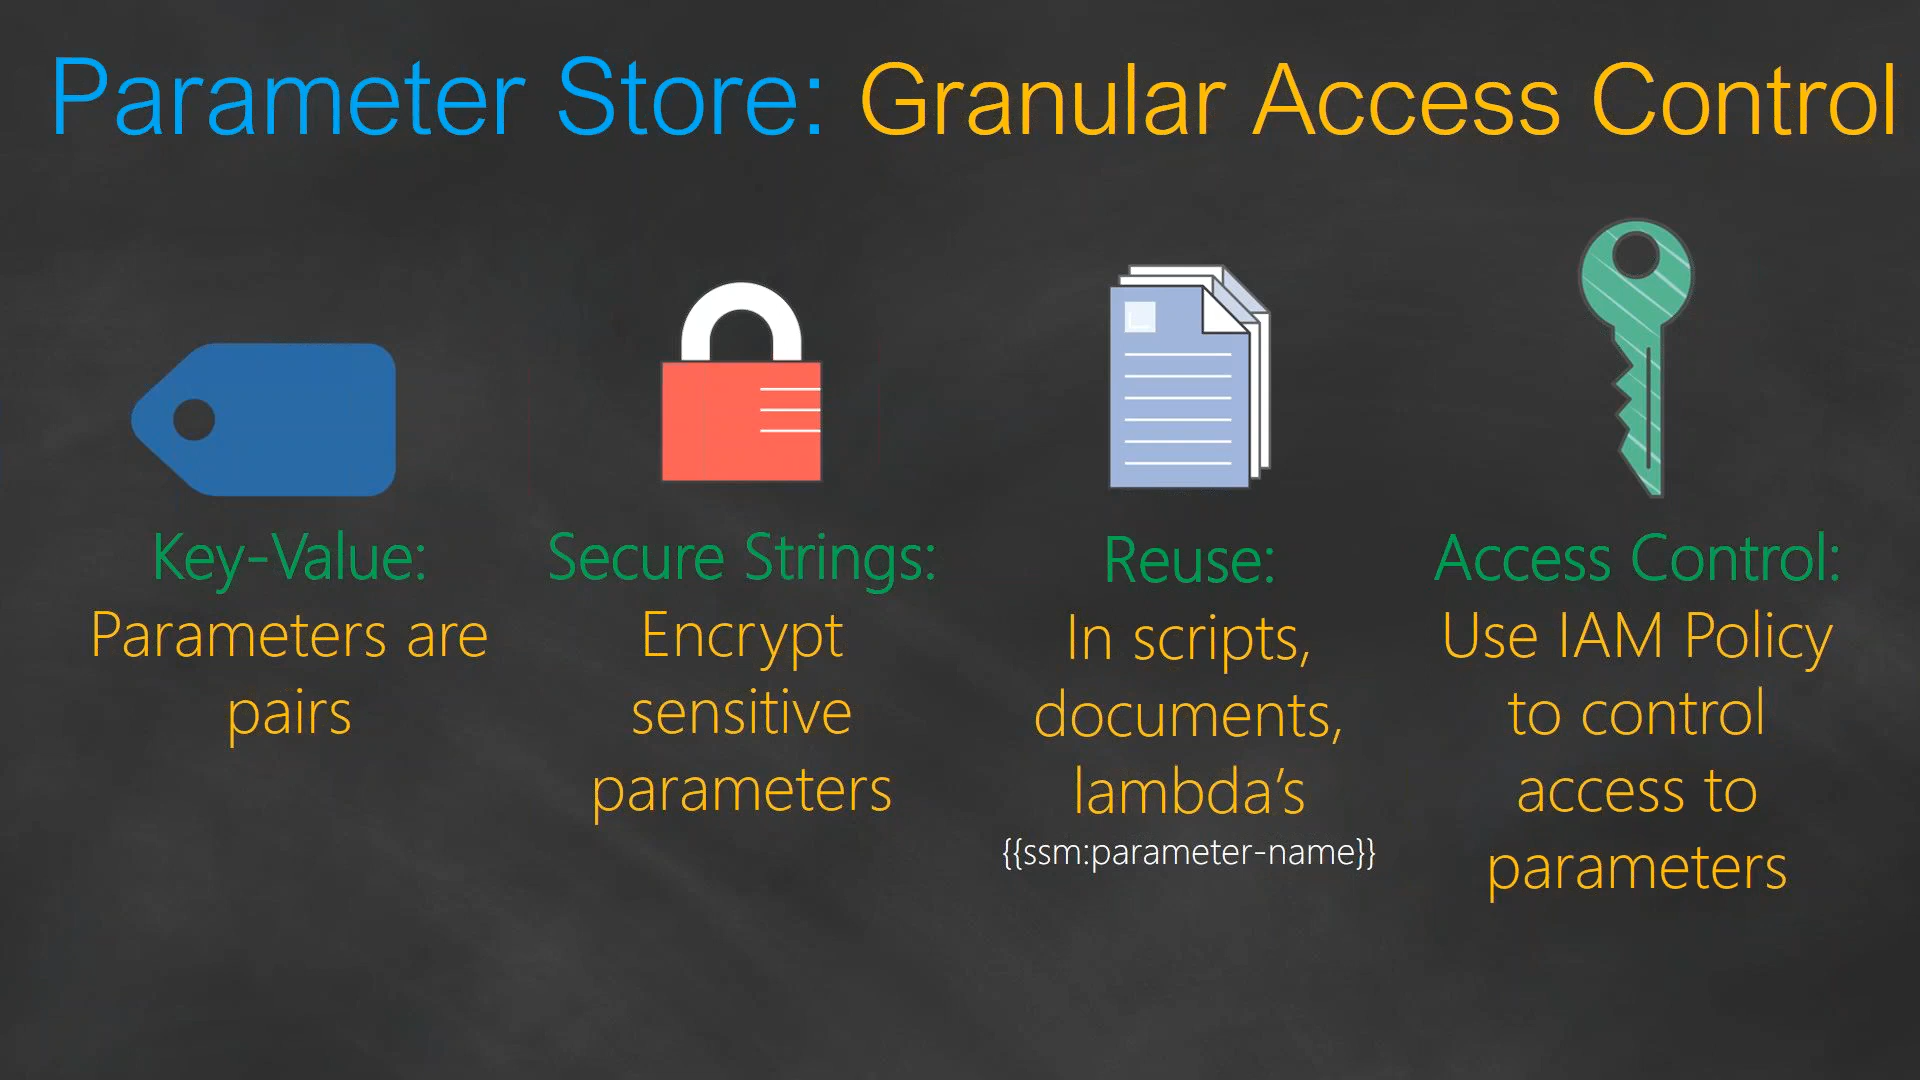 Parameter Store: Granular Access Control
Key-Value:
Parameters are
pairs
Secure Strings:
Encrypt
sensitive
parameters
Reuse:
In scripts,
documents,
lambda’s
{{ssm:parameter-name}}
Access Control:
Use IAM Policy
to control
access to
parameters